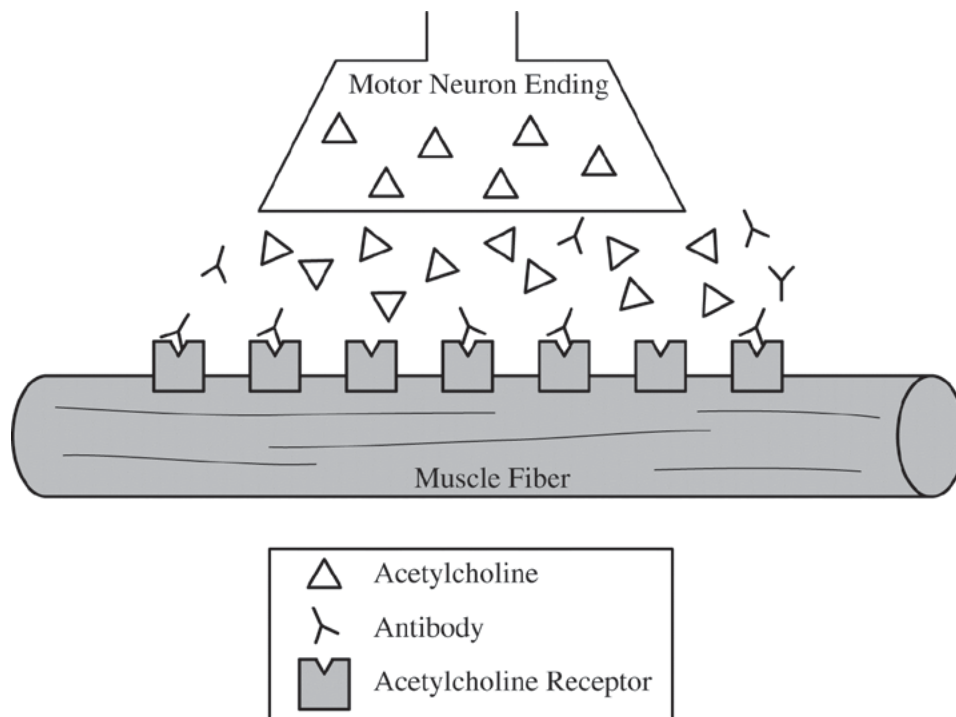 Motor Neuron Ending
Muscle Fiber
Acetylcholine
Antibody
Acetylcholine Receptor